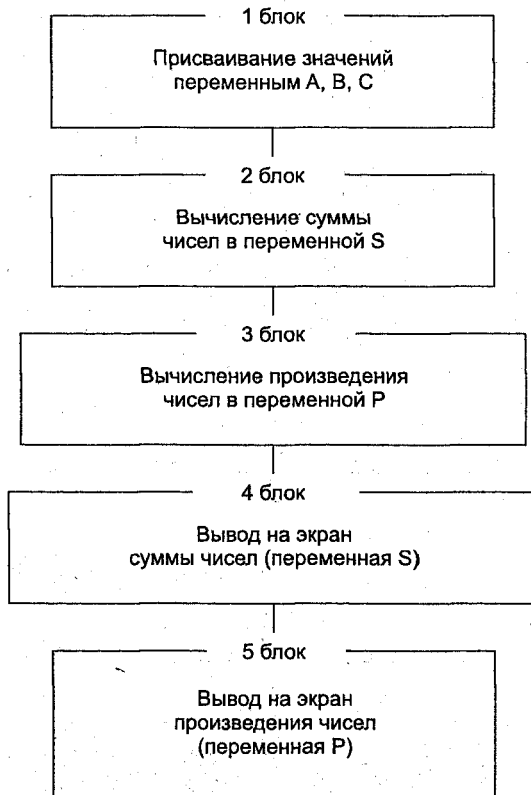 1 блок
Присваивание значений
переменным А, В, С
2 блок
Вычисление суммы
чисел в переменной S
3 блок
Вычисление произведения
чисел в переменной Р
4 блок
Вывод на экран
суммы чисел (переменная S)
5 блок
Вывод на экран
произведения чисел
(переменная Р)